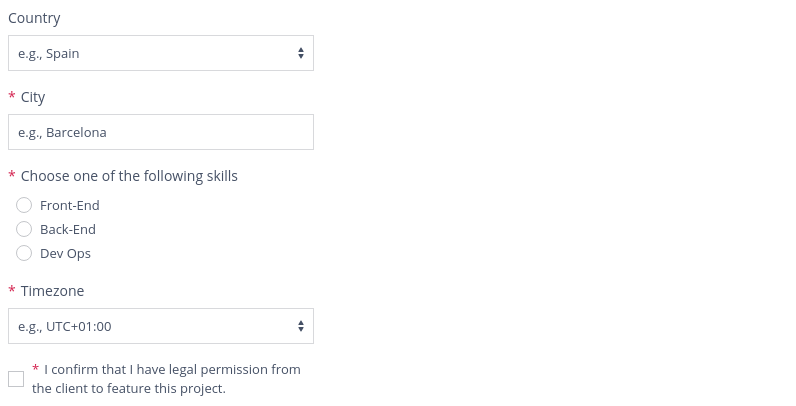 Country
e.g., Spain
* City
e.g., Barcelona
* Choose one of the following skills
Front-End
Back-End
Dev Ops
* Timezone
e.g., UTC+01:00
* I confirm that I have legal permission from
the client to feature this project.